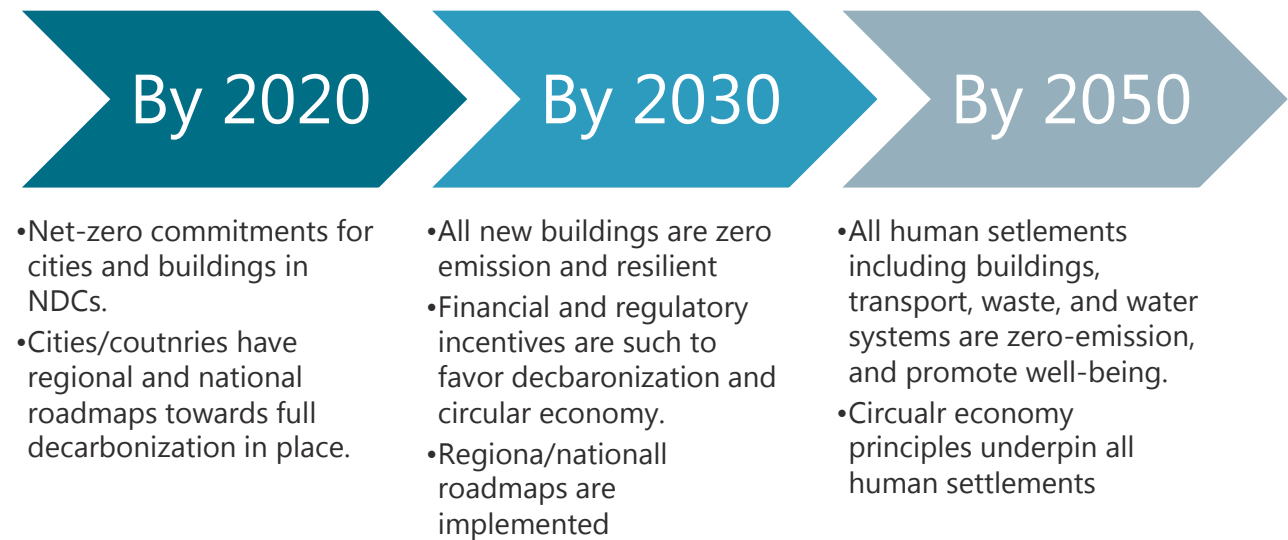 By 2020
•Net-zero commitments for
cities and buildings in
NDCs.
•Cities/coutnries have
regional and national
roadmaps towards full
decarbonization in place.
By 2030
•All new buildings are zero
emission and resilient
•Financial and regulatory
incentives are such to
favor decbaronization and
circular economy.
•Regiona/nationall
roadmaps are
implemented
By 2050
•All human setlements
including buildings,
transport, waste, and water
systems are zero-emission,
and promote well-being.
•Circualr economy
principles underpin all
human settlements